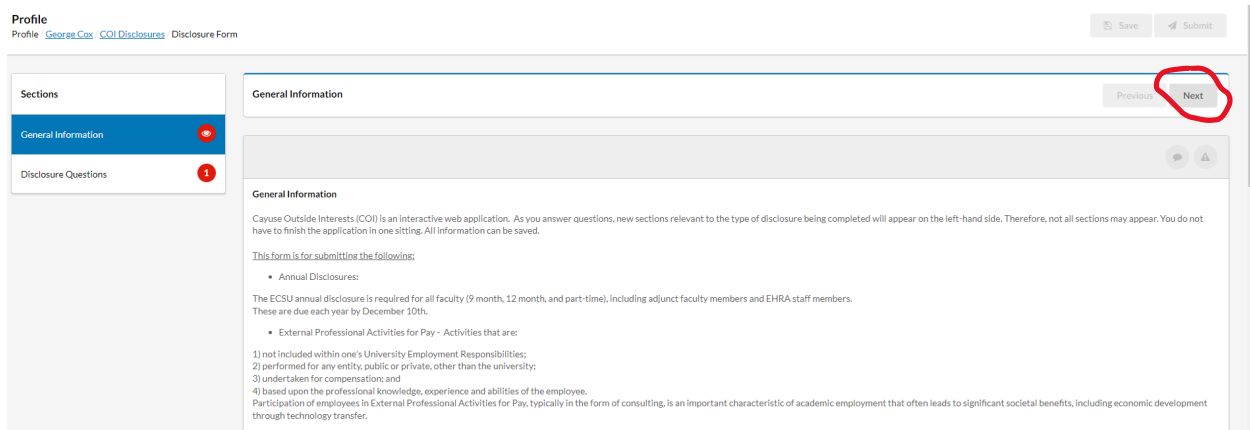 Profile
Profile / George Cox / COI Disclosures / Disclosure Form
Save
Submit
Sections
General Information
Disclosure Questions
1
General Information
Previous
Next
General Information
Cayuse Outside Interests (COI) is an interactive web application. As you answer questions, new sections relevant to the type of disclosure being completed will appear on the left-hand side. Therefore, not all sections may appear. You do not
have to finish the application in one sitting. All information can be saved.
This form is for submitting the following:
• Annual Disclosures:
The ECSU annual disclosure is required for all faculty (9 month, 12 month, and part-time), including adjunct faculty members and EHRA staff members.
These are due each year by December 10th.
• External Professional Activities for Pay - Activities that are:
1) not included within one's University Employment Responsibilities;
2) performed for any entity, public or private, other than the university;
3) undertaken for compensation; and
4) based upon the professional knowledge, experience and abilities of the employee.
Participation of employees in External Professional Activities for Pay, typically in the form of consulting, is an important characteristic of academic employment that often leads to significant societal benefits, including economic development
through technology transfer.